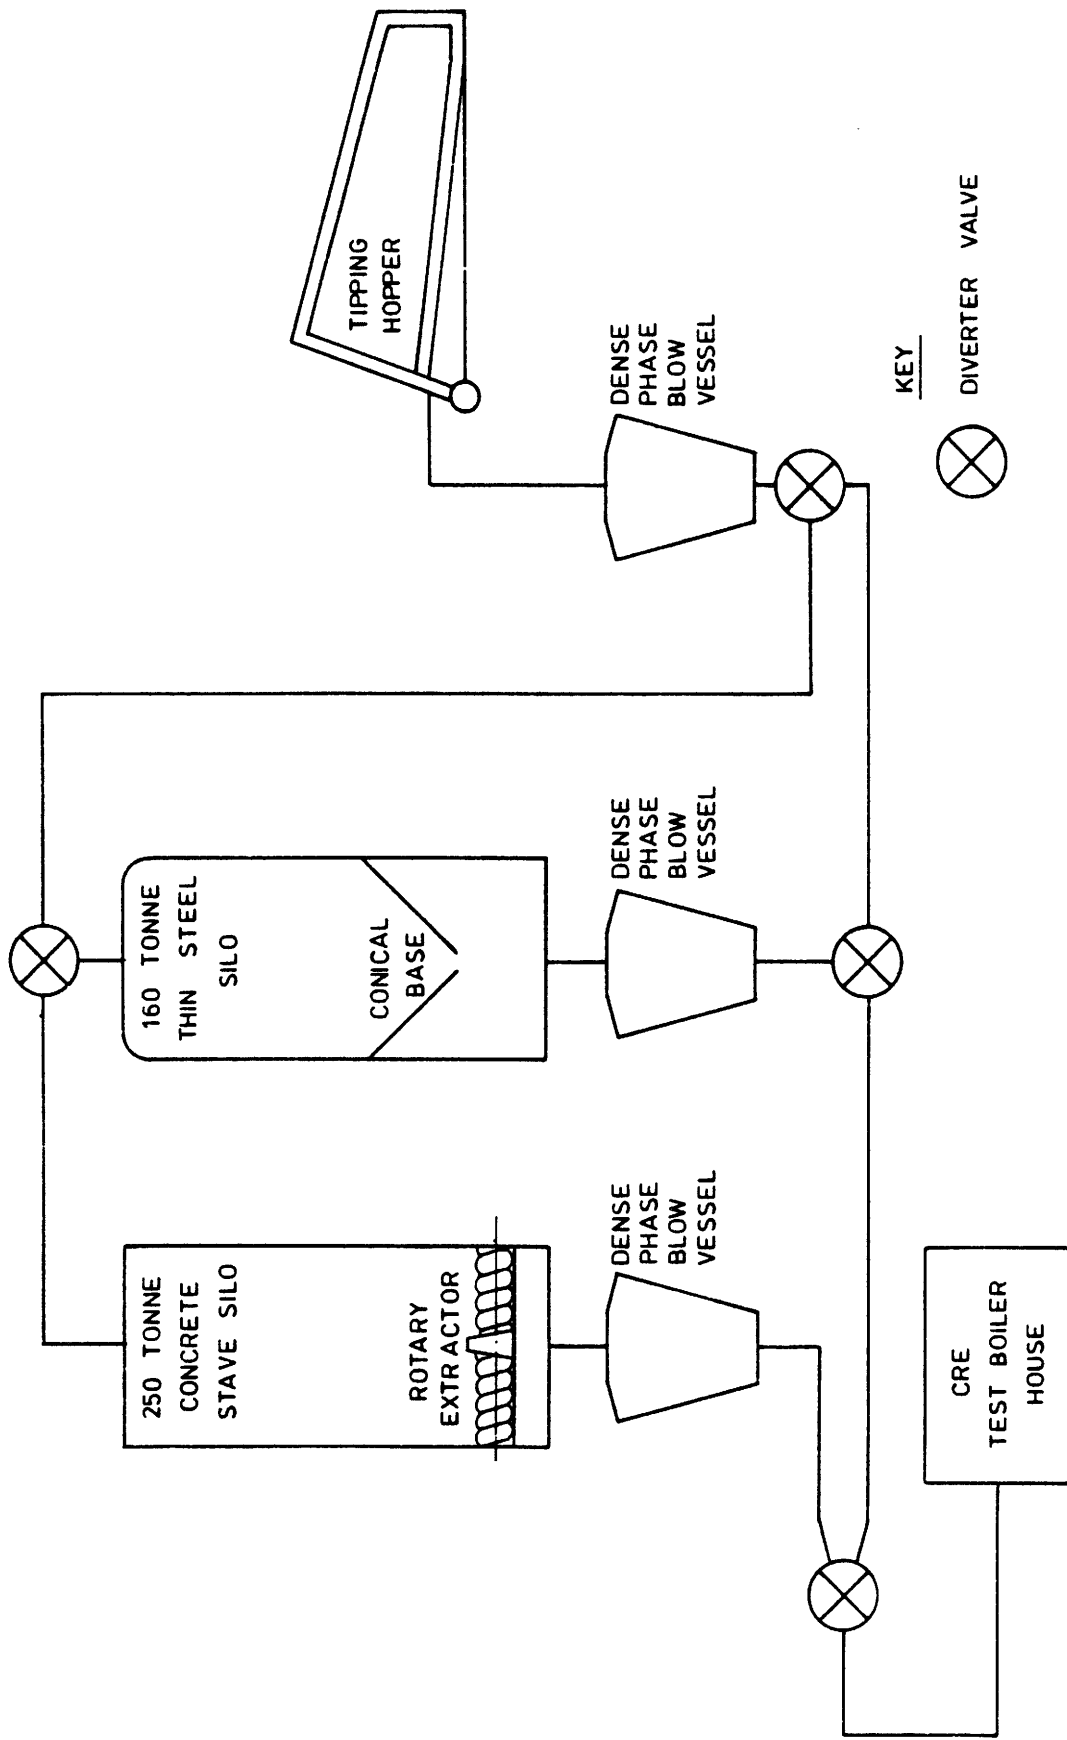 250 TONNE
CONCRETE
STAVE SILO
ROTARY
EXTRACTOR
160 TONNE
THIN STEEL
SILO
CONICAL
BASE
TIPPING
HOPPER
DENSE
PHASE
BLOW
VESSEL
DENSE
PHASE
BLOW
VESSEL
DENSE
PHASE
BLOW
VESSEL
CRE
TEST BOILER
HOUSE
KEY
DIVERTER VALVE